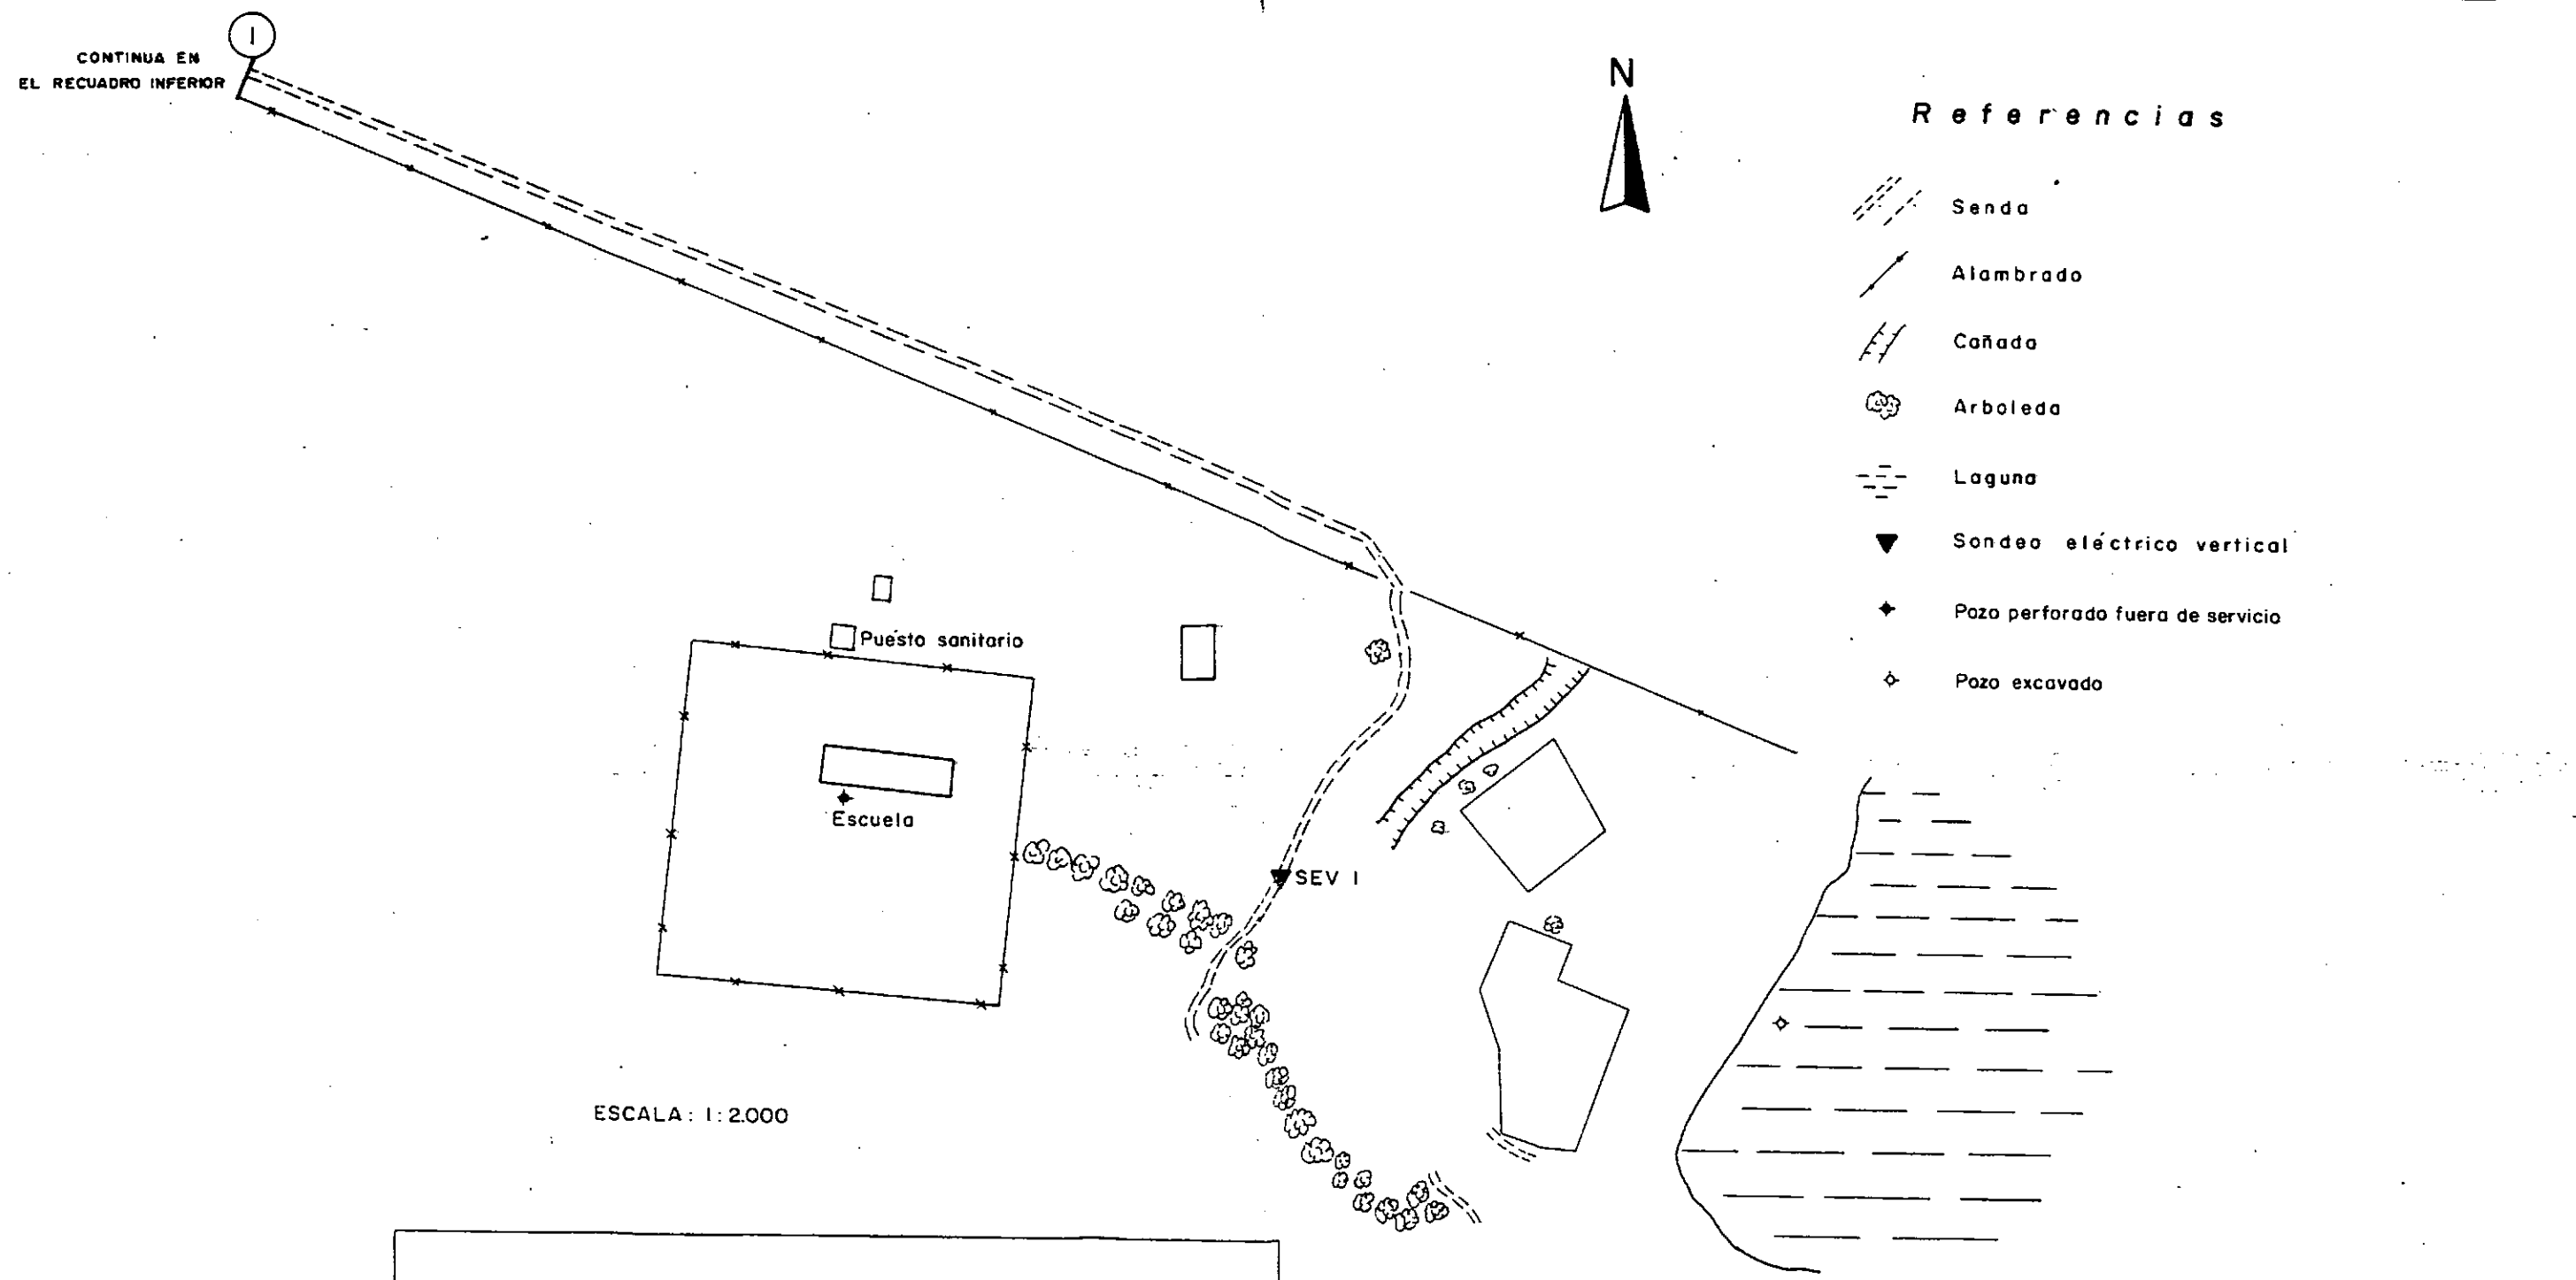 1
CONTINUA EN
EL RECUADRO INFERIOR
N
Referencias
Senda
Alambrado
Cañada
Arboleda
Laguna
Sondeo eléctrico vertical
Pozo perforado fuera de servicio
Pozo excavado
Puesto sanitario
Escuela
SEV 1
ESCALA: 1:2.000